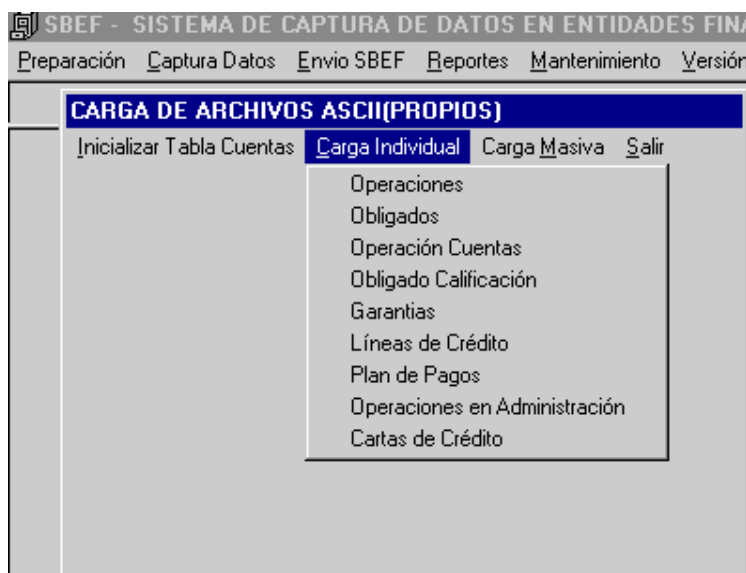 SBEF - SISTEMA DE CAPTURA DE DATOS EN ENTIDADES
Preparación Captura Datos Envio SBEF Reportes Mantenimiento Versión
CARGA DE ARCHIVOS ASCII(PROPIOS)
Inicializar Tabla Cuentas Carga Individual Carga Masiva Salir
Operaciones
Obligados
Operación Cuentas
Obligado Calificación
Garantias
Líneas de Crédito
Plan de Pagos
Operaciones en Administración
Cartas de Crédito